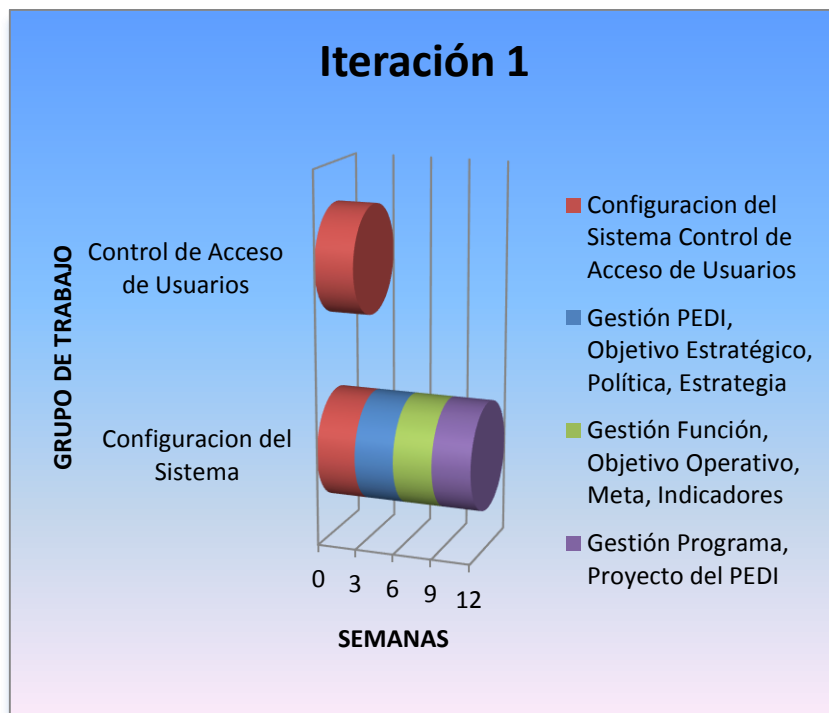 Iteración 1
GRUPO DE TRABAJO
Control de Acceso
de Usuarios
Configuracion del
Sistema
0 3 6 9 12
SEMANAS
Configuracion del
Sistema Control de
Acceso de Usuarios
Gestión PEDI,
Objetivo Estratégico,
Política, Estrategia
Gestión Función,
Objetivo Operativo,
Meta, Indicadores
Gestión Programa,
Proyecto del PEDI